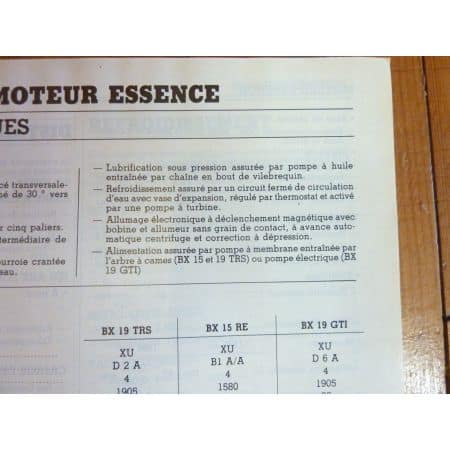 MOTEUR ESSENCE
UES
cé transversale-
pé de 30 ° vers
r cinq paliers.
ntermédiaire de
ourroie crantée
eau.
— Lubrification sous pression assurée par pompe à huile
entraînée par chaîne en bout de vilebrequin.
— Refroidissement assuré par un circuit fermé de circulation
d'eau avec vase d'expansion, régulé par thermostat et activé
par une pompe à turbine.
— Allumage électronique à déclenchement magnétique avec
bobine et allumeur sans grain de contact, à avance auto-
matique centrifuge et correction à dépression.
— Alimentation assurée par pompe à membrane entraînée par
l'arbre à cames (BX 15 et 19 TRS) ou pompe électrique (BX
19 GTI)
BX 19 TRS BX 15 RE BX 19 GTI
XU XU XU
D 2 A B1 A/A D 6 A
4 4 4
1905 1580 1905